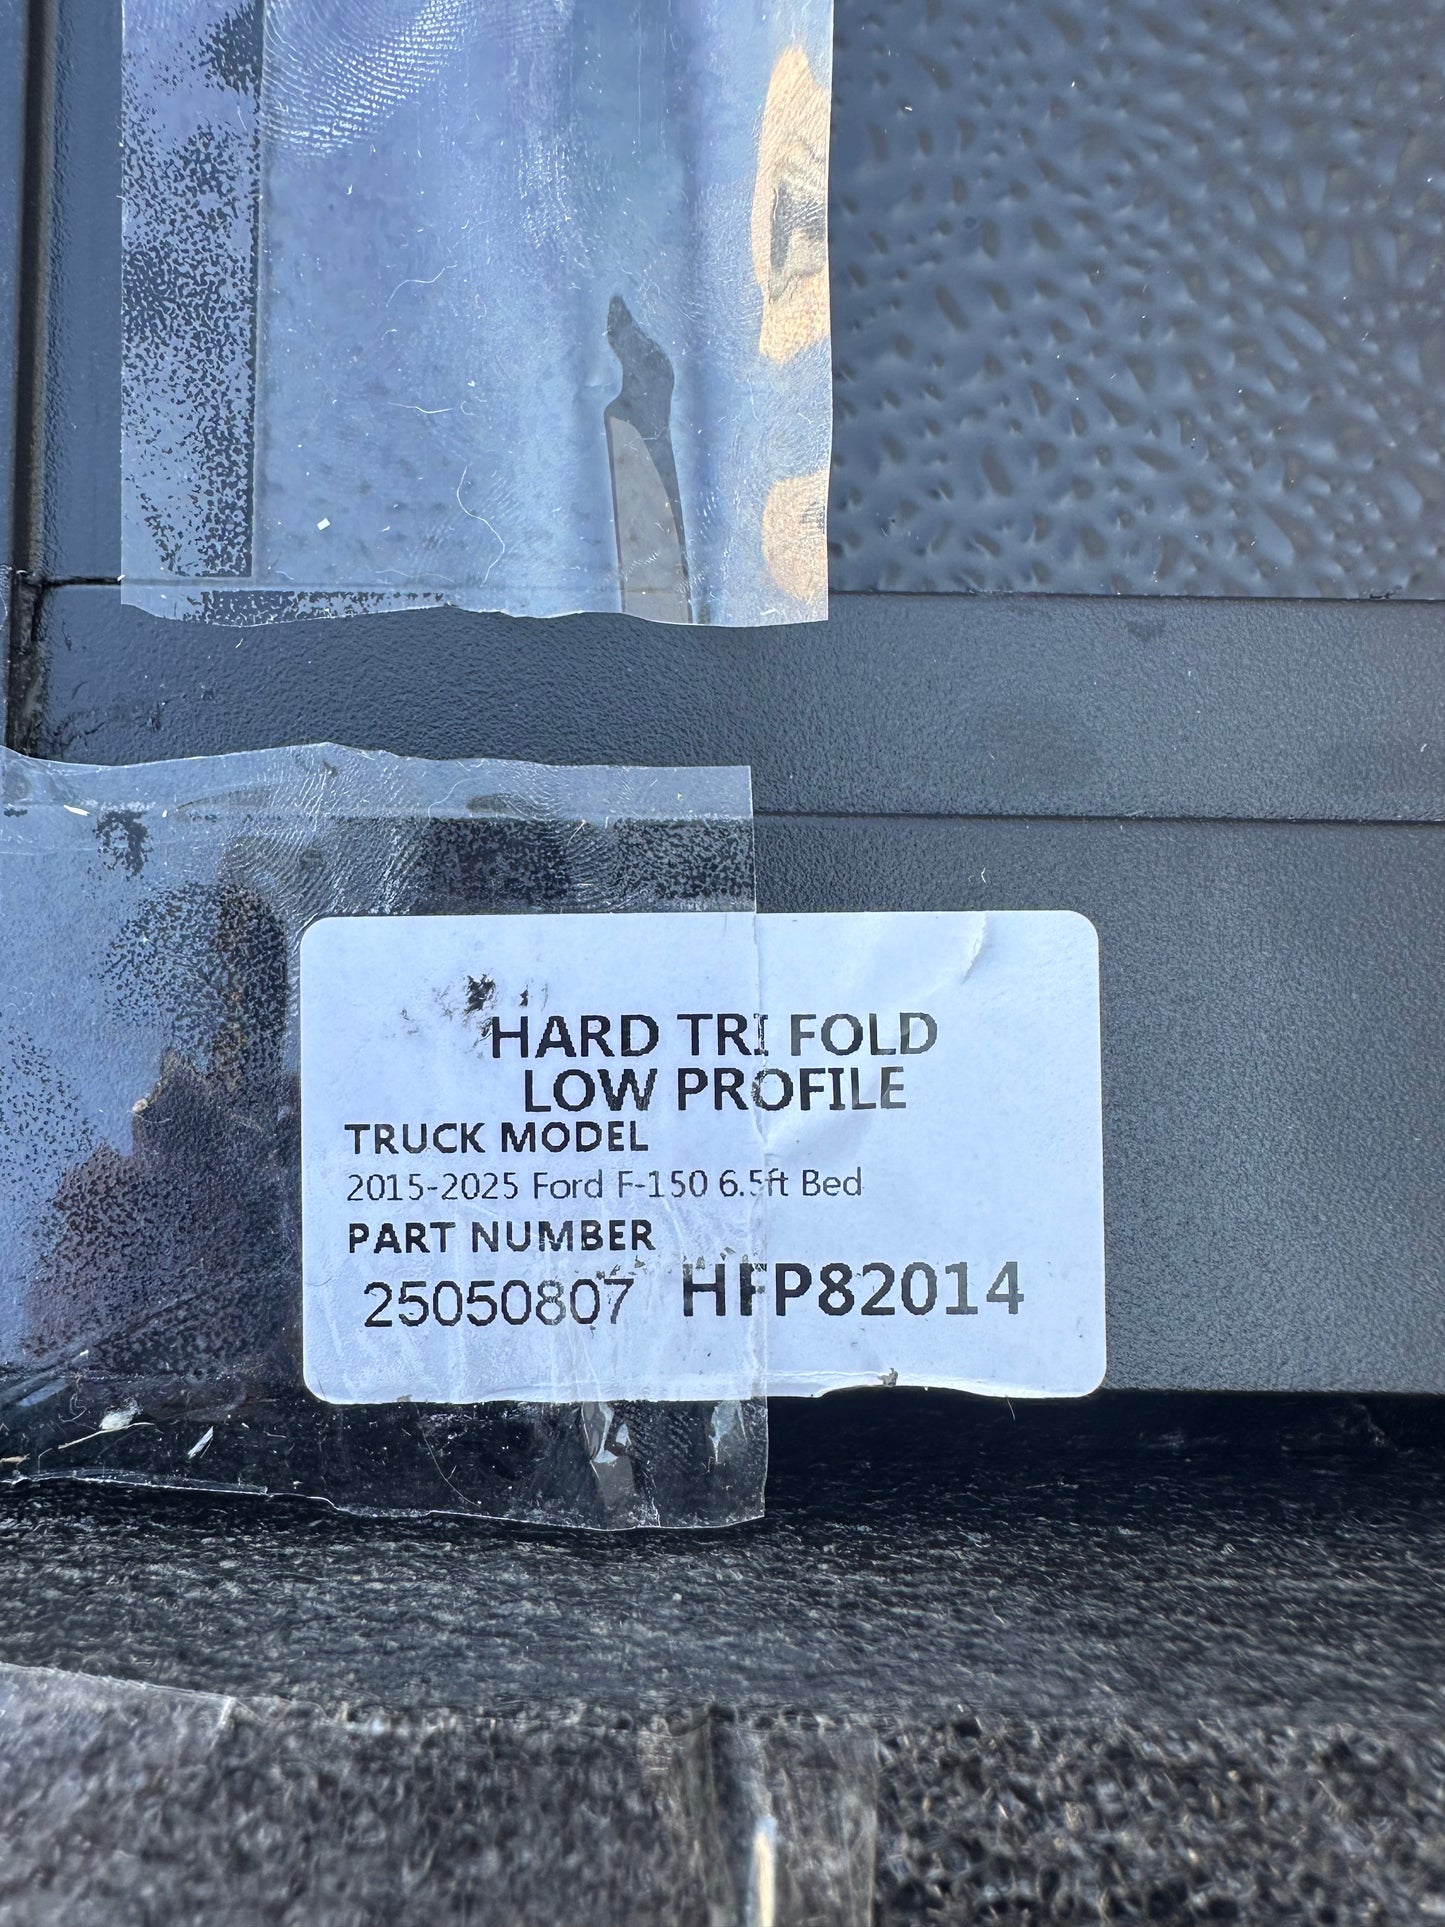 HARD TRI FOLD
LOW PROFILE
TRUCK MODEL
2015-2025 Ford F-150 6.5ft Bed
PART NUMBER
25050807 HFP82014